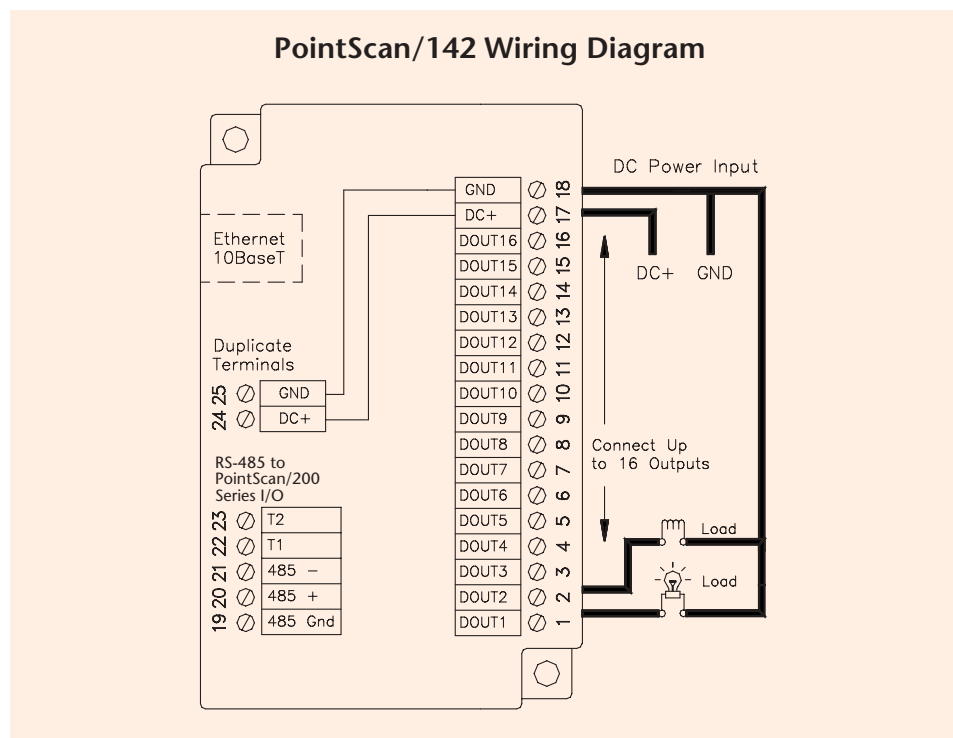 PointScan/142 Wiring Diagram
DC Power Input
GND 18
DC+ 17
DOUT16 16
DOUT15 15
DOUT14 14
DOUT13 13
DOUT12 12
DOUT11 11
DOUT10 10
DOUT9 9
DOUT8 8
DOUT7 7
DOUT6 6
DOUT5 5
DOUT4 4
DOUT3 3
DOUT2 2
DOUT1 1
Ethernet
10BaseT
DC+ GND
Duplicate
Terminals
25 GND
24 DC+
Connect Up
to 16 Outputs
RS-485 to
PointScan/200
Series I/O
23 T2
22 T1
21 485 -
20 485 +
19 485 Gnd
Load
Load